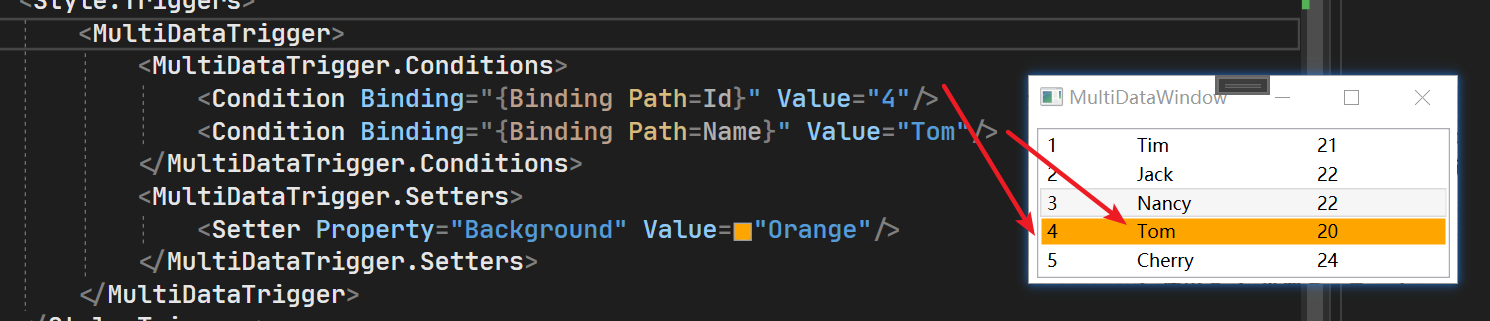 <Style.Triggers>
<MultiDataTrigger>
<MultiDataTrigger.Conditions>
<Condition Binding="{Binding Path=Id}" Value="4"/>
<Condition Binding="{Binding Path=Name}" Value="Tom"/>
</MultiDataTrigger.Conditions>
<MultiDataTrigger.Setters>
<Setter Property="Background" Value="Orange"/>
</MultiDataTrigger.Setters>
</MultiDataTrigger>
</Style.Triggers>
MultiDataWindow
1 Tim 21
2 Jack 22
3 Nancy 22
4 Tom 20
5 Cherry 24